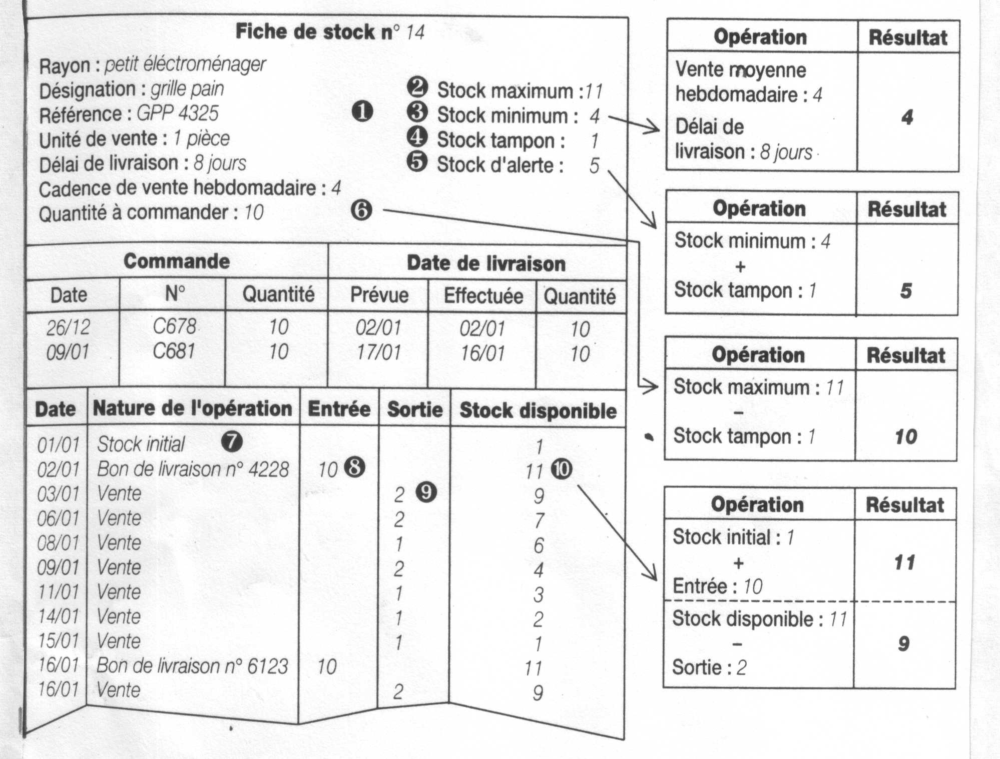 Fiche de stock n° 14
Rayon : petit éléctroménager
Désignation : grille pain
Référence : GPP 4325
Unité de vente : 1 pièce
Délai de livraison : 8 jours
Cadence de vente hebdomadaire : 4
Quantité à commander : 10
1
6
2 Stock maximum : 11
3 Stock minimum : 4
4 Stock tampon : 1
5 Stock d'alerte : 5
Commande Date de livraison
Date N° Quantité Prévue Effectuée Quantité
26/12 C678 10 02/01 02/01 10
09/01 C681 10 17/01 16/01 10
Date Nature de l'opération Entrée Sortie Stock disponible
01/01 Stock initial 7 1
02/01 Bon de livraison n° 4228 10 8 11 10
03/01 Vente 2 9 9
06/01 Vente 2 7
08/01 Vente 1 6
09/01 Vente 2 4
11/01 Vente 1 3
14/01 Vente 1 2
15/01 Vente 1 1
16/01 Bon de livraison n° 6123 10 11
16/01 Vente 2 9
Opération Résultat
Vente moyenne
hebdomadaire : 4
4
Délai de
livraison : 8 jours
Opération Résultat
Stock minimum : 4
+
Stock tampon : 1 5
Opération Résultat
Stock maximum : 11
–
Stock tampon : 1 10
Opération Résultat
Stock initial : 1
+ 11
Entrée : 10
Stock disponible : 11
– 9
Sortie : 2